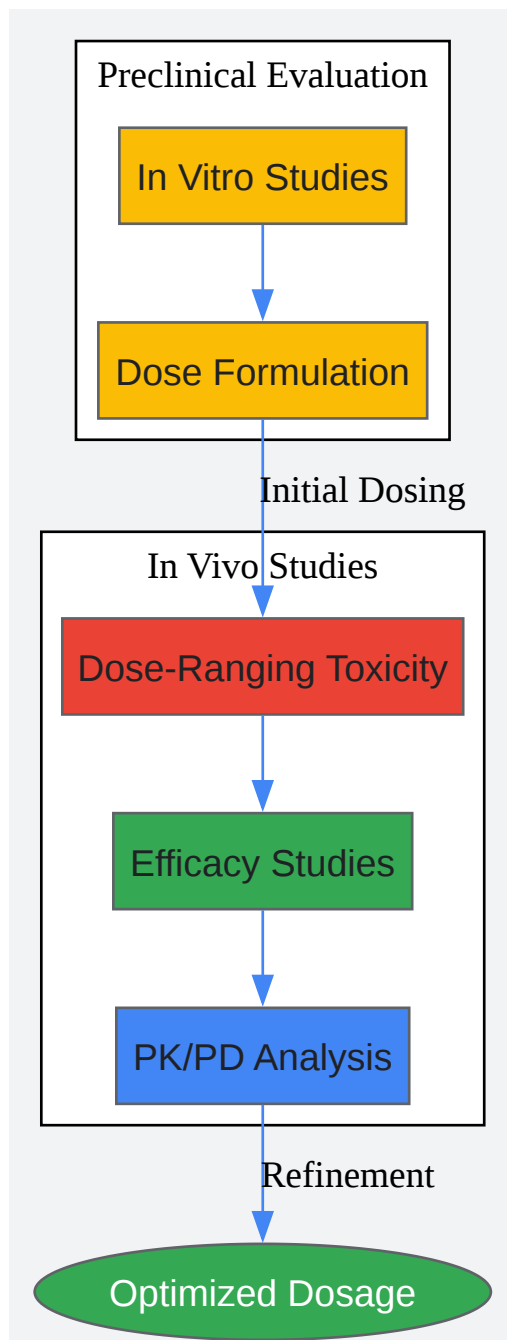 Preclinical Evaluation
In Vitro Studies
Dose Formulation
Initial Dosing
In Vivo Studies
Dose-Ranging Toxicity
Efficacy Studies
PK/PD Analysis
Refinement
Optimized Dosage